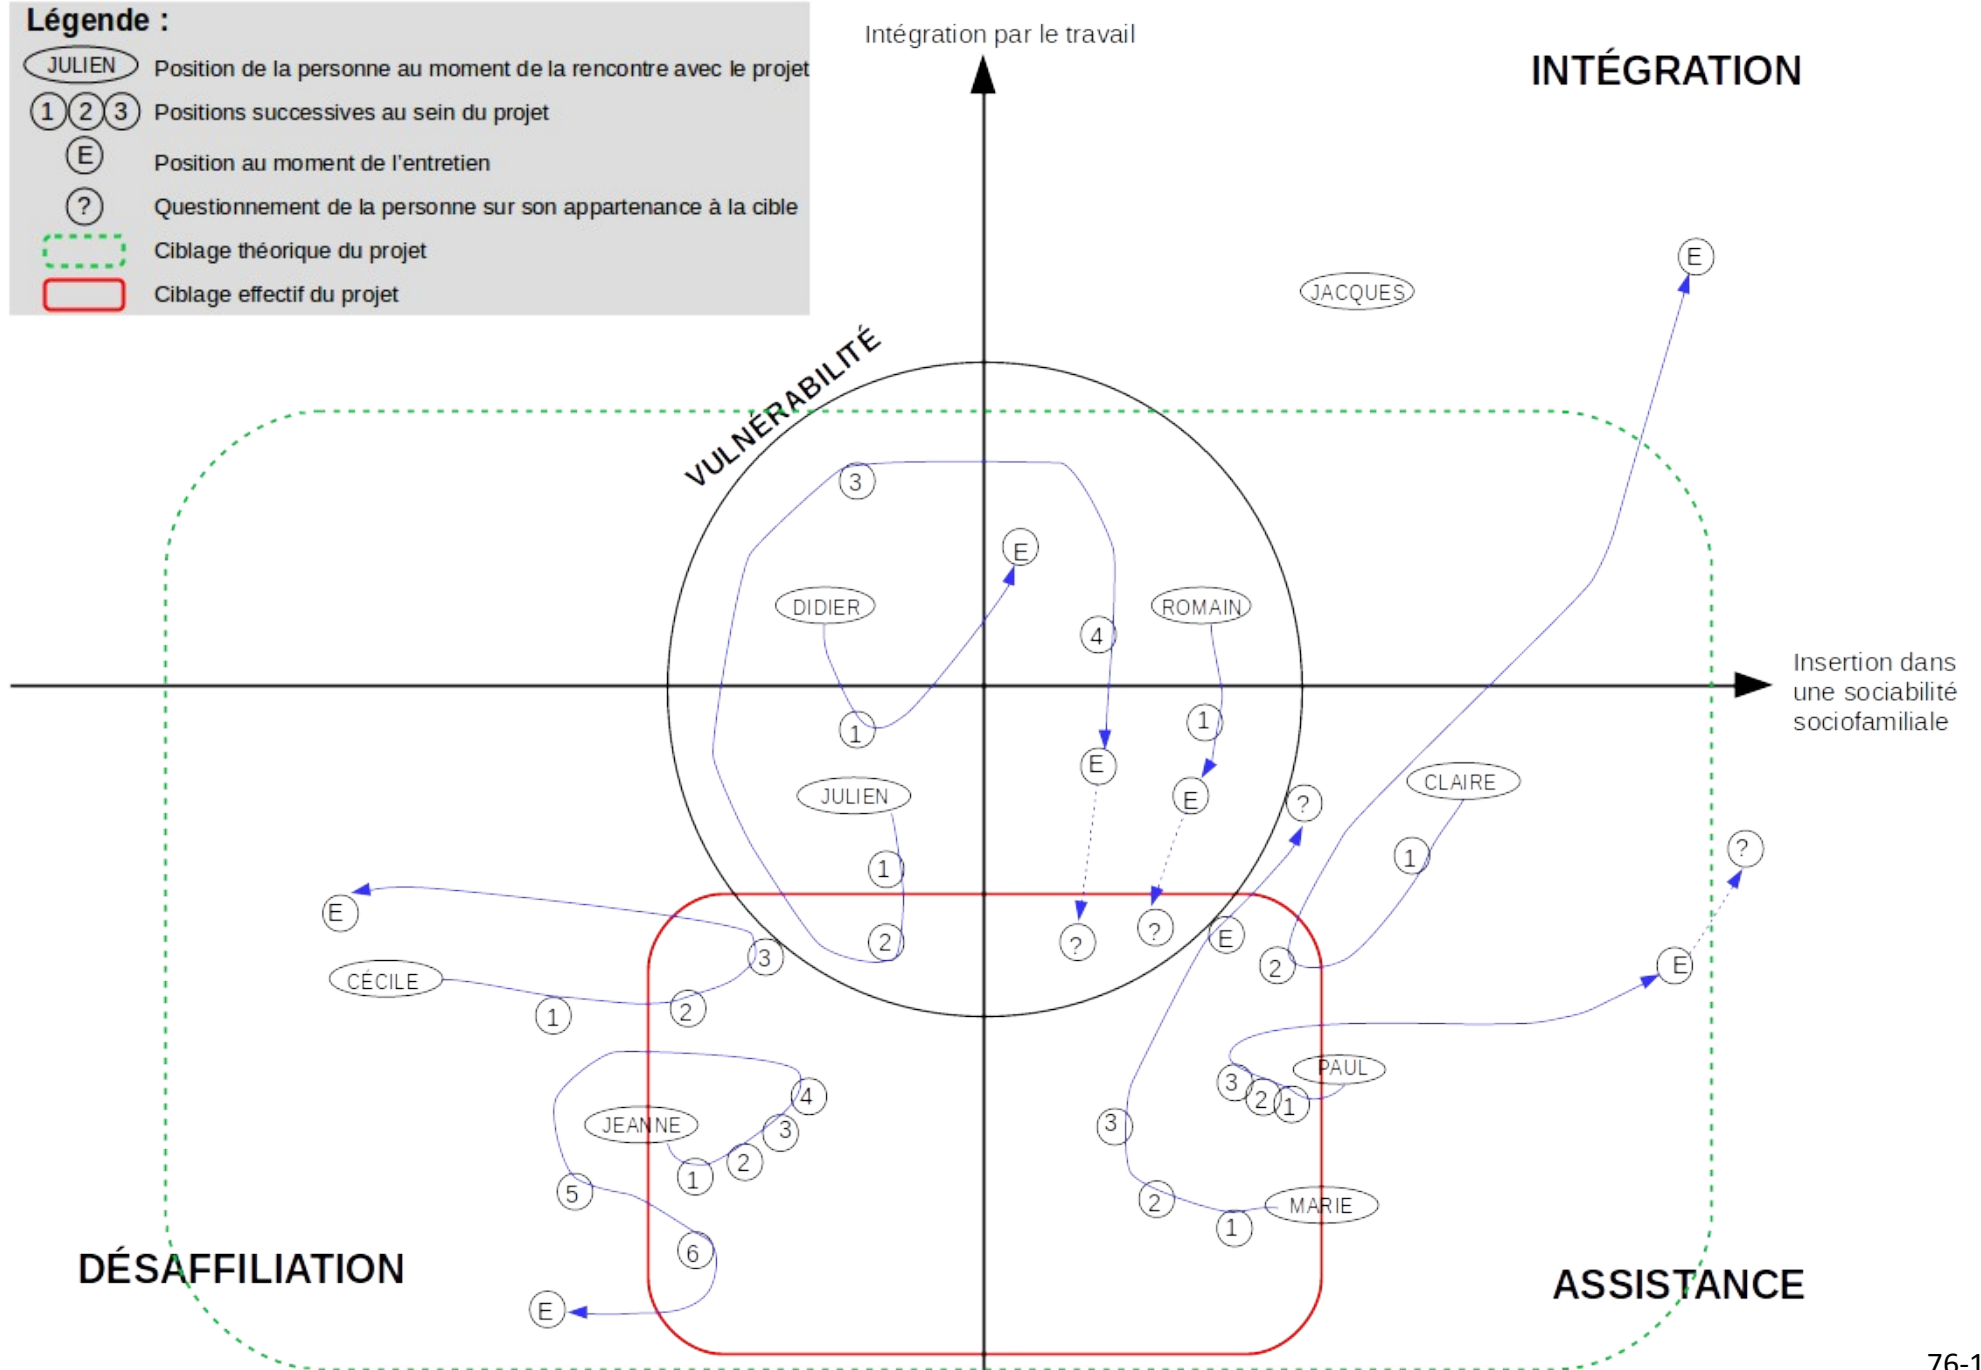 Légende :
JULIEN Position de la personne au moment de la rencontre avec le projet
1 2 3 Positions successives au sein du projet
E Position au moment de l'entretien
? Questionnement de la personne sur son appartenance à la cible
Ciblage théorique du projet
Ciblage effectif du projet
Intégration par le travail
INTÉGRATION
E
JACQUES
VULNÉRABILITÉ
3
E
DIDIER
ROMAIN
4
Insertion dans
une sociabilité
sociofamiliale
1
1
E
E
JULIEN
?
CLAIRE
1
1
?
E
2
?
?
E
3
2
E
CÉCILE
1
2
3
2
1
PAUL
4
JEANNE
3
3
2
1
5
2
1
MARIE
6
E
DÉSAFFILIATION
ASSISTANCE
76-1